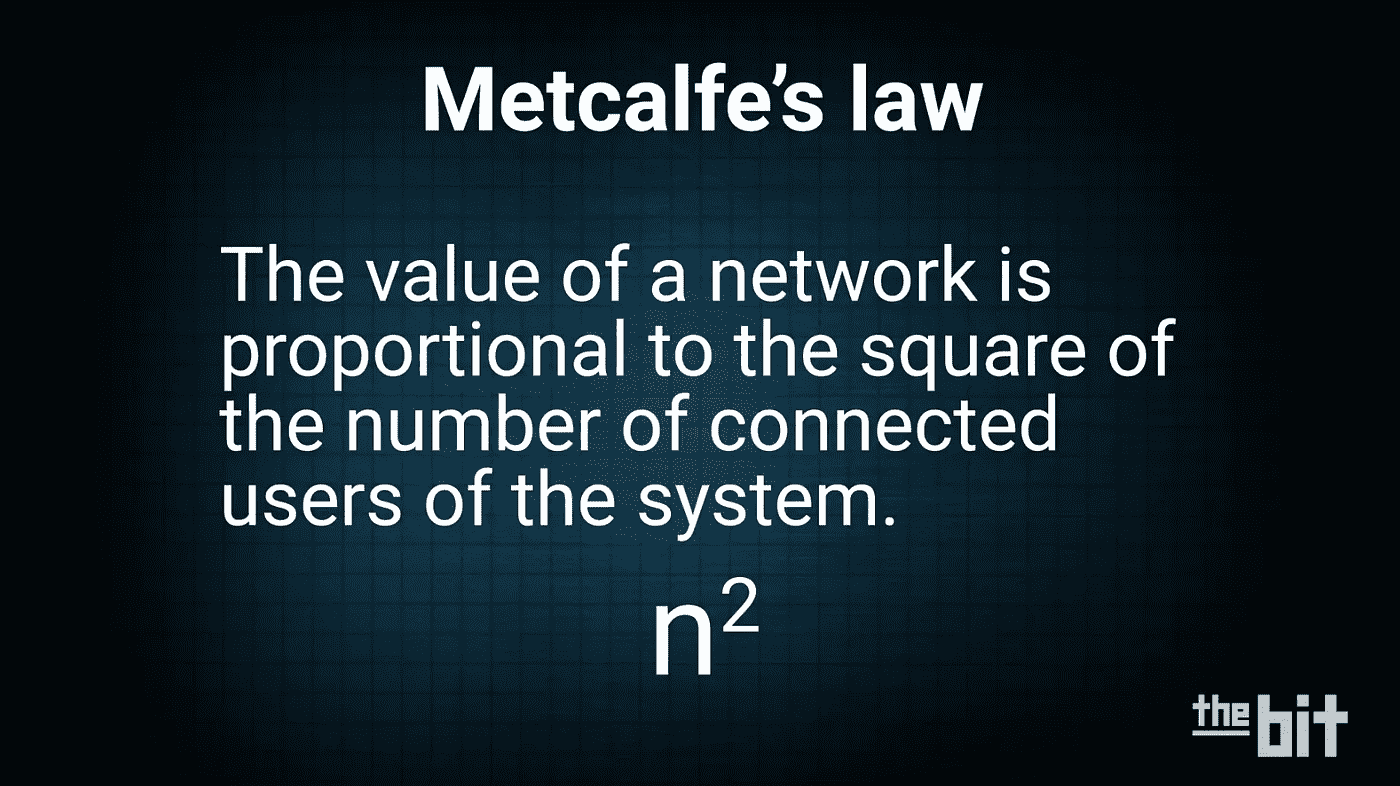 Metcalfe’s law
The value of a network is
proportional to the square of
the number of connected
users of the system.
n²
the bit